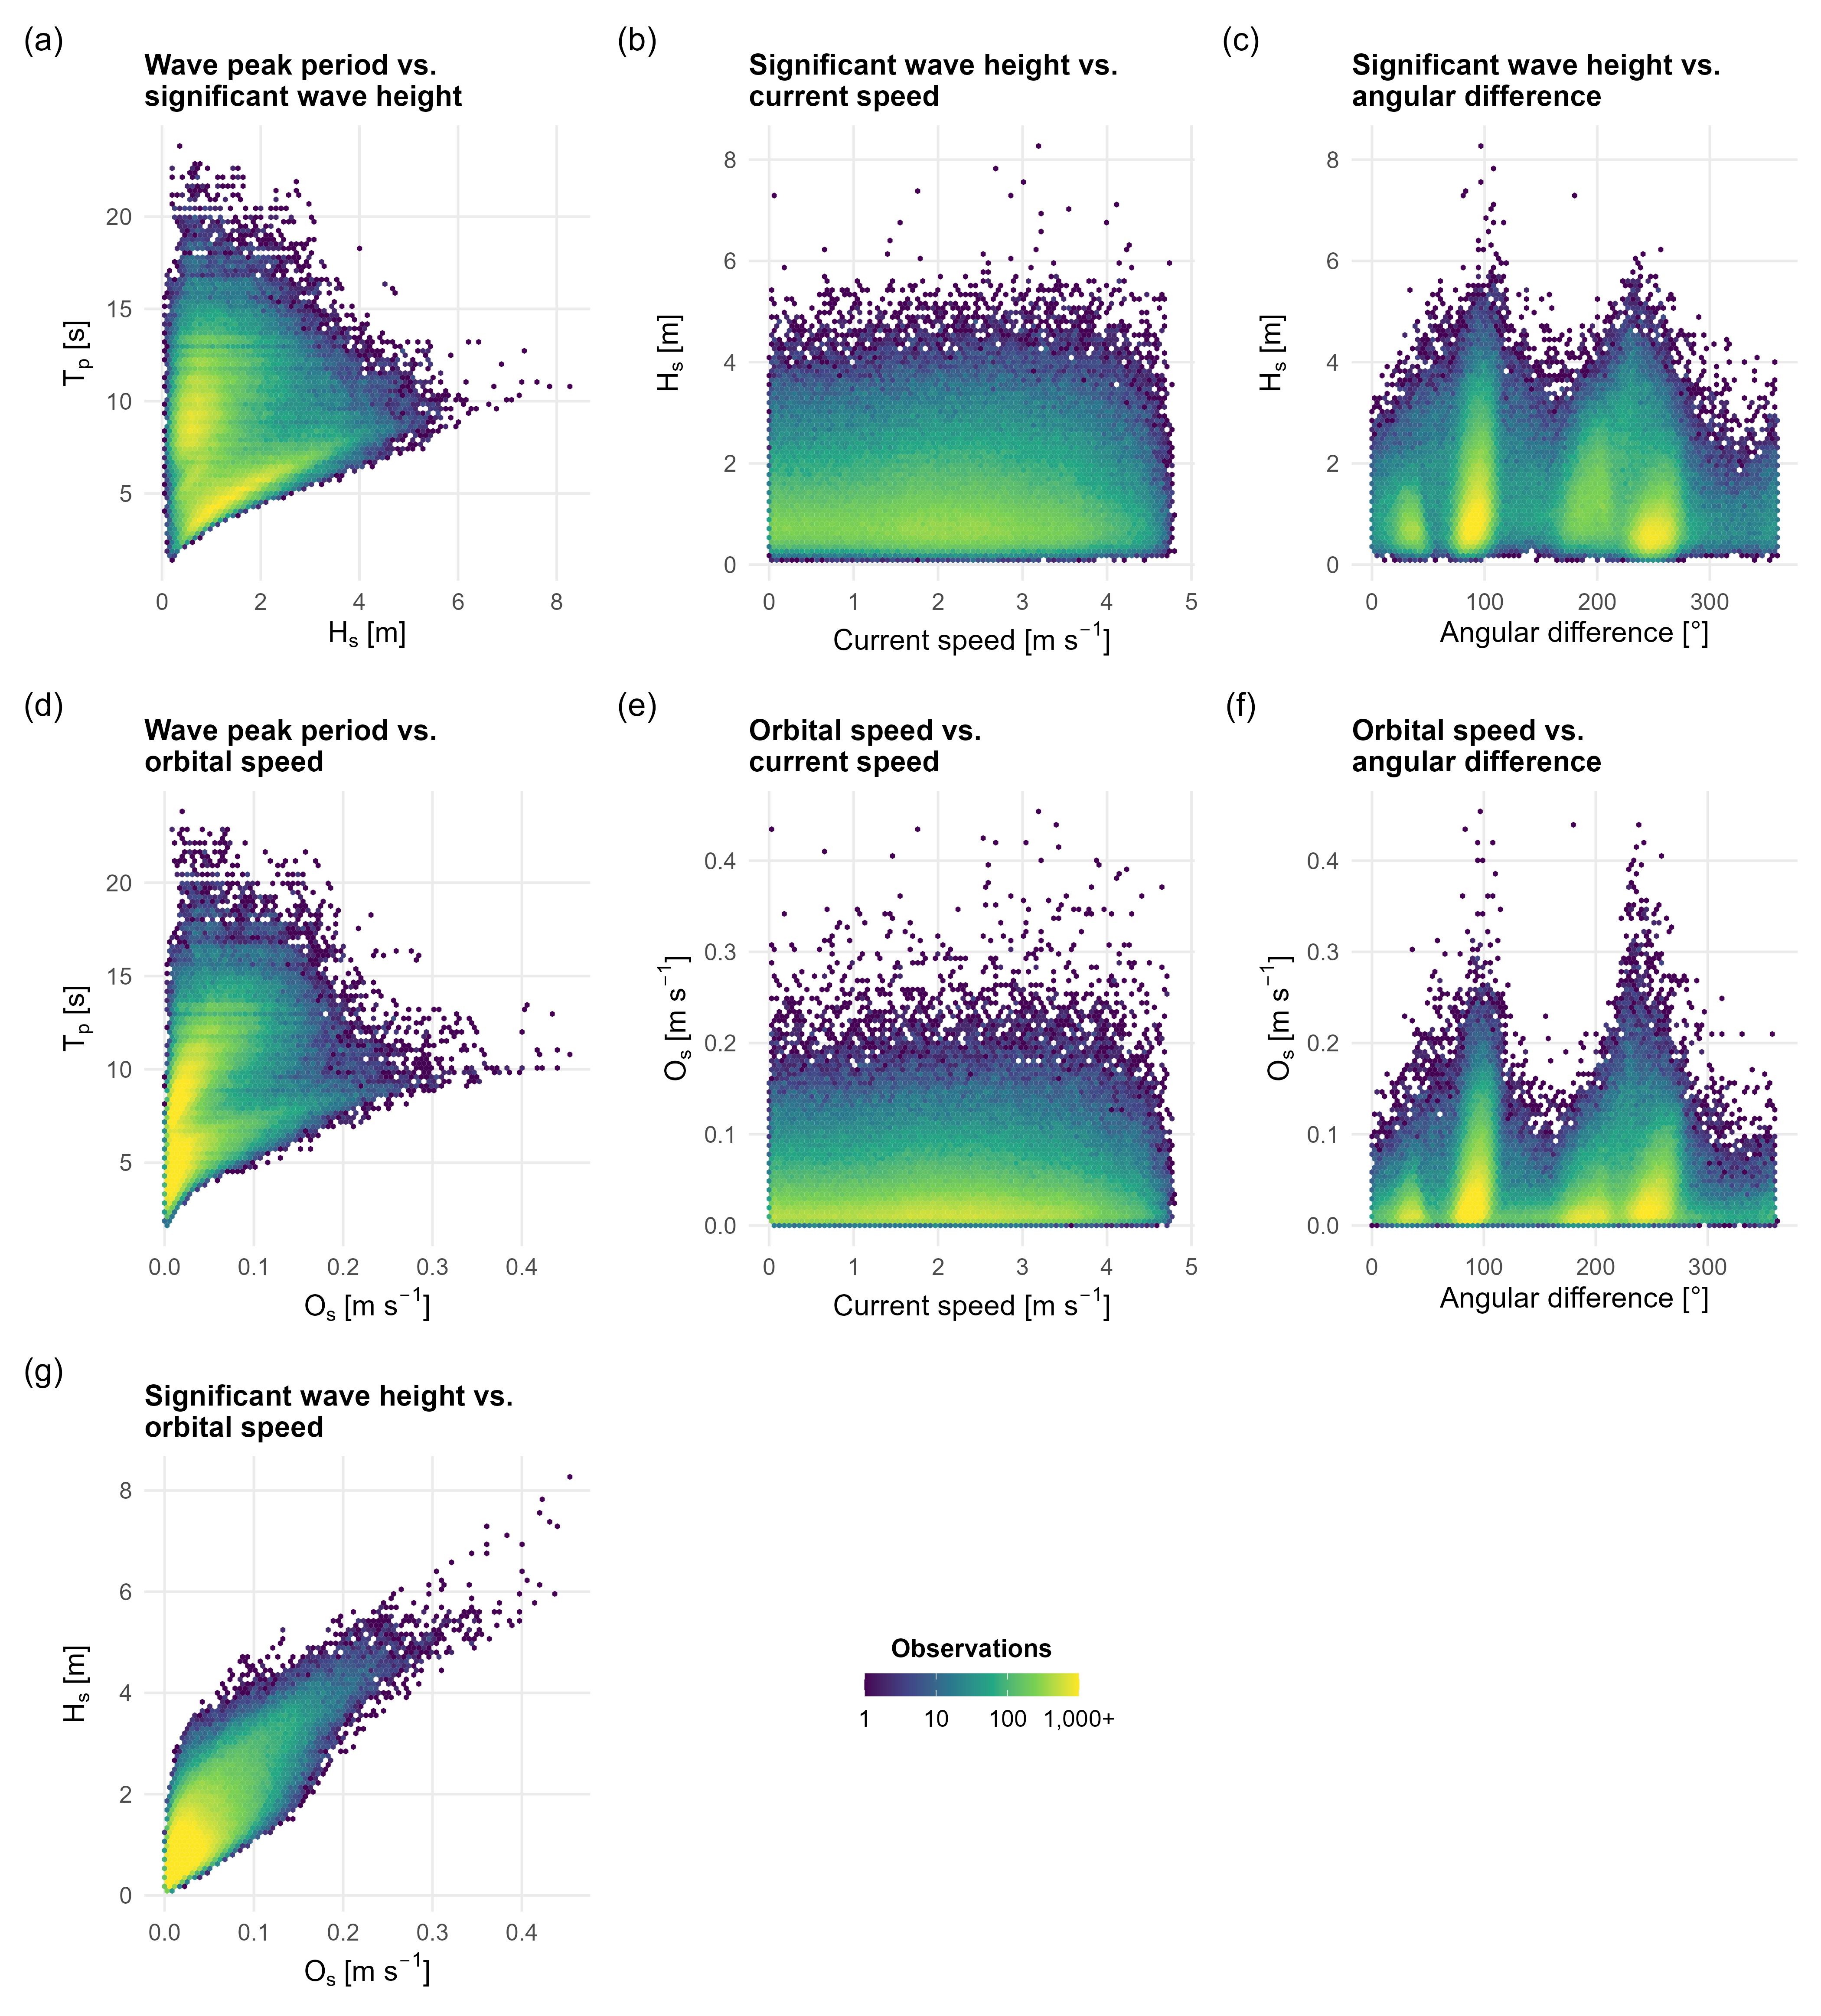 (a)
Wave peak period vs.
significant wave height
20
15
10
5
Tp [s]
0 2 4 6 8
Hs [m]
(b)
Significant wave height vs.
current speed
8
6
4
2
0
Hs [m]
0 1 2 3 4 5
Current speed [m s−1]
(c)
Significant wave height vs.
angular difference
8
6
4
2
0
Hs [m]
0 100 200 300
Angular difference [°]
(d)
Wave peak period vs.
orbital speed
20
15
10
5
Tp [s]
0.0 0.1 0.2 0.3 0.4
Os [m s−1]
(e)
Orbital speed vs.
current speed
0.4
0.3
0.2
0.1
0.0
Os [m s−1]
0 1 2 3 4 5
Current speed [m s−1]
(f)
Orbital speed vs.
angular difference
0.4
0.3
0.2
0.1
0.0
Os [m s−1]
0 100 200 300
Angular difference [°]
(g)
Significant wave height vs.
orbital speed
8
6
4
2
0
Hs [m]
0.0 0.1 0.2 0.3 0.4
Os [m s−1]
Observations
1 10 100 1,000+